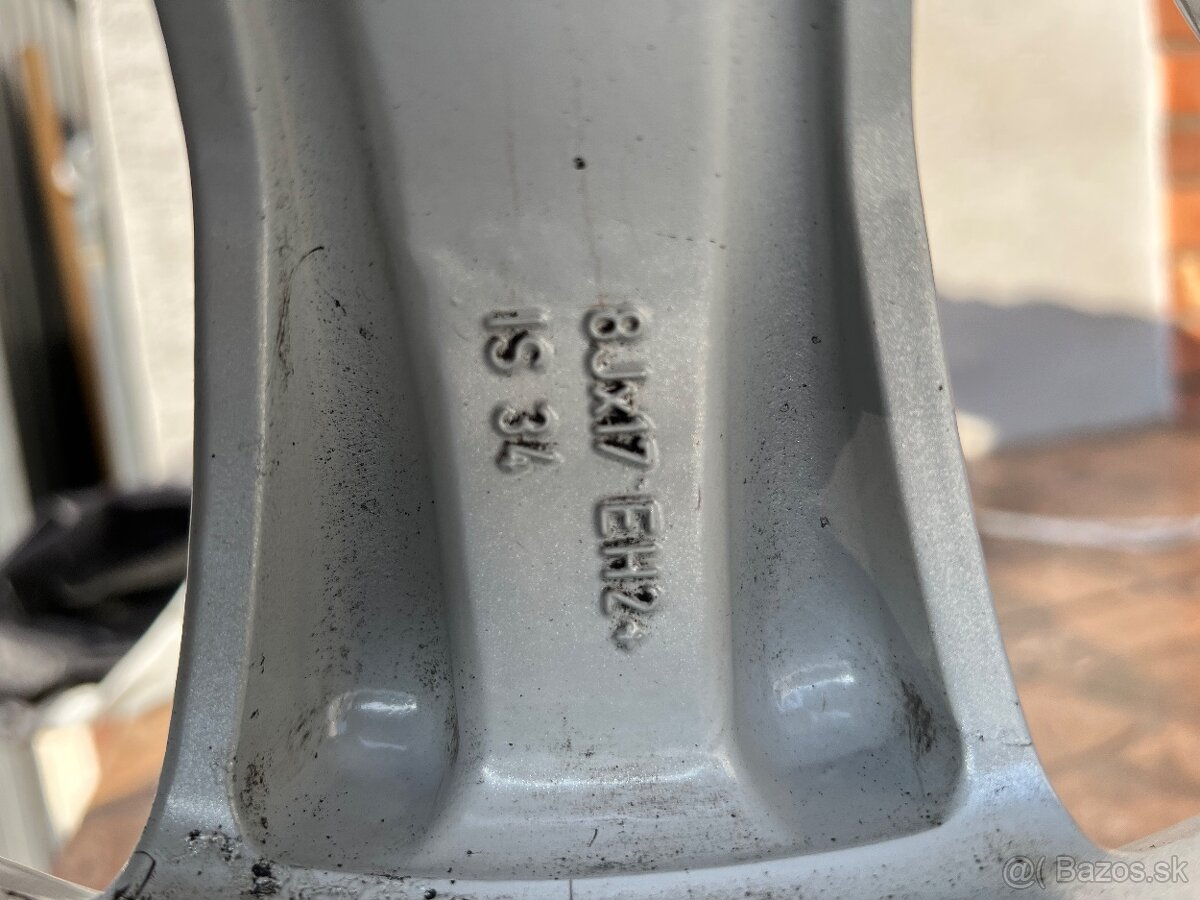 8Jx17 EH2+
IS 34
@( Bazos.sk